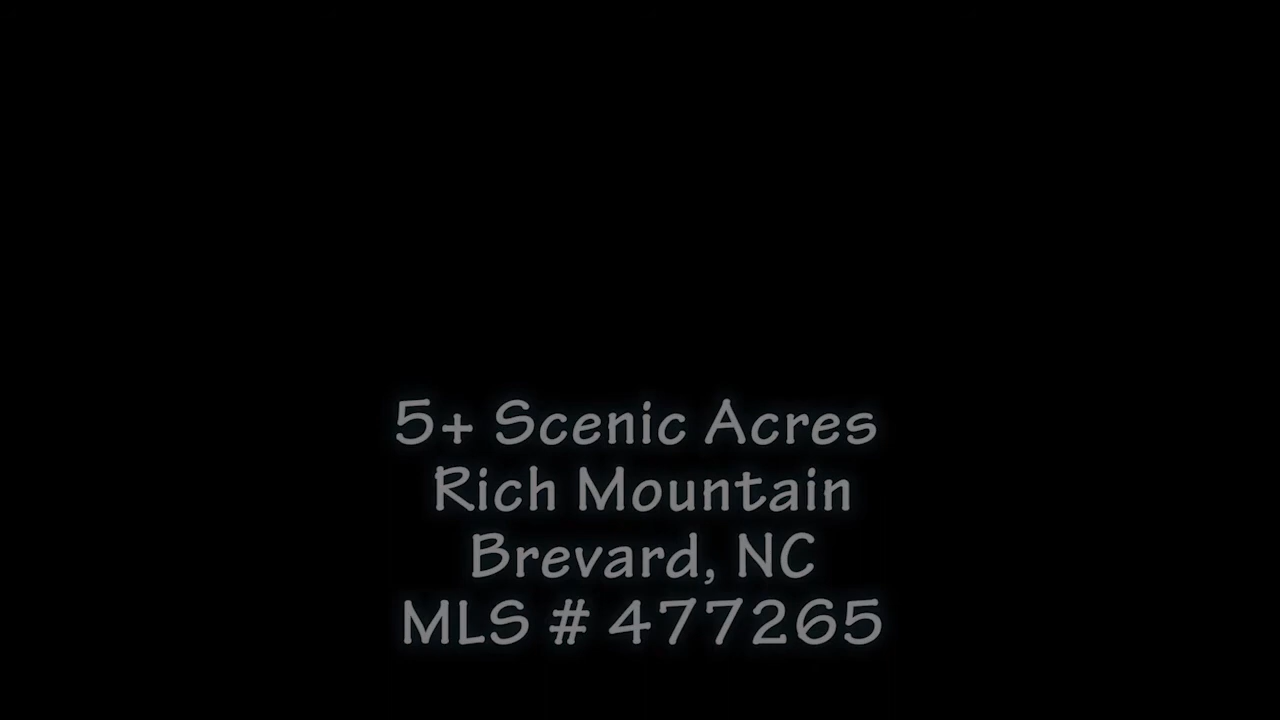 5+ Scenic Acres
Rich Mountain
Brevard, NC
MLS # 477265